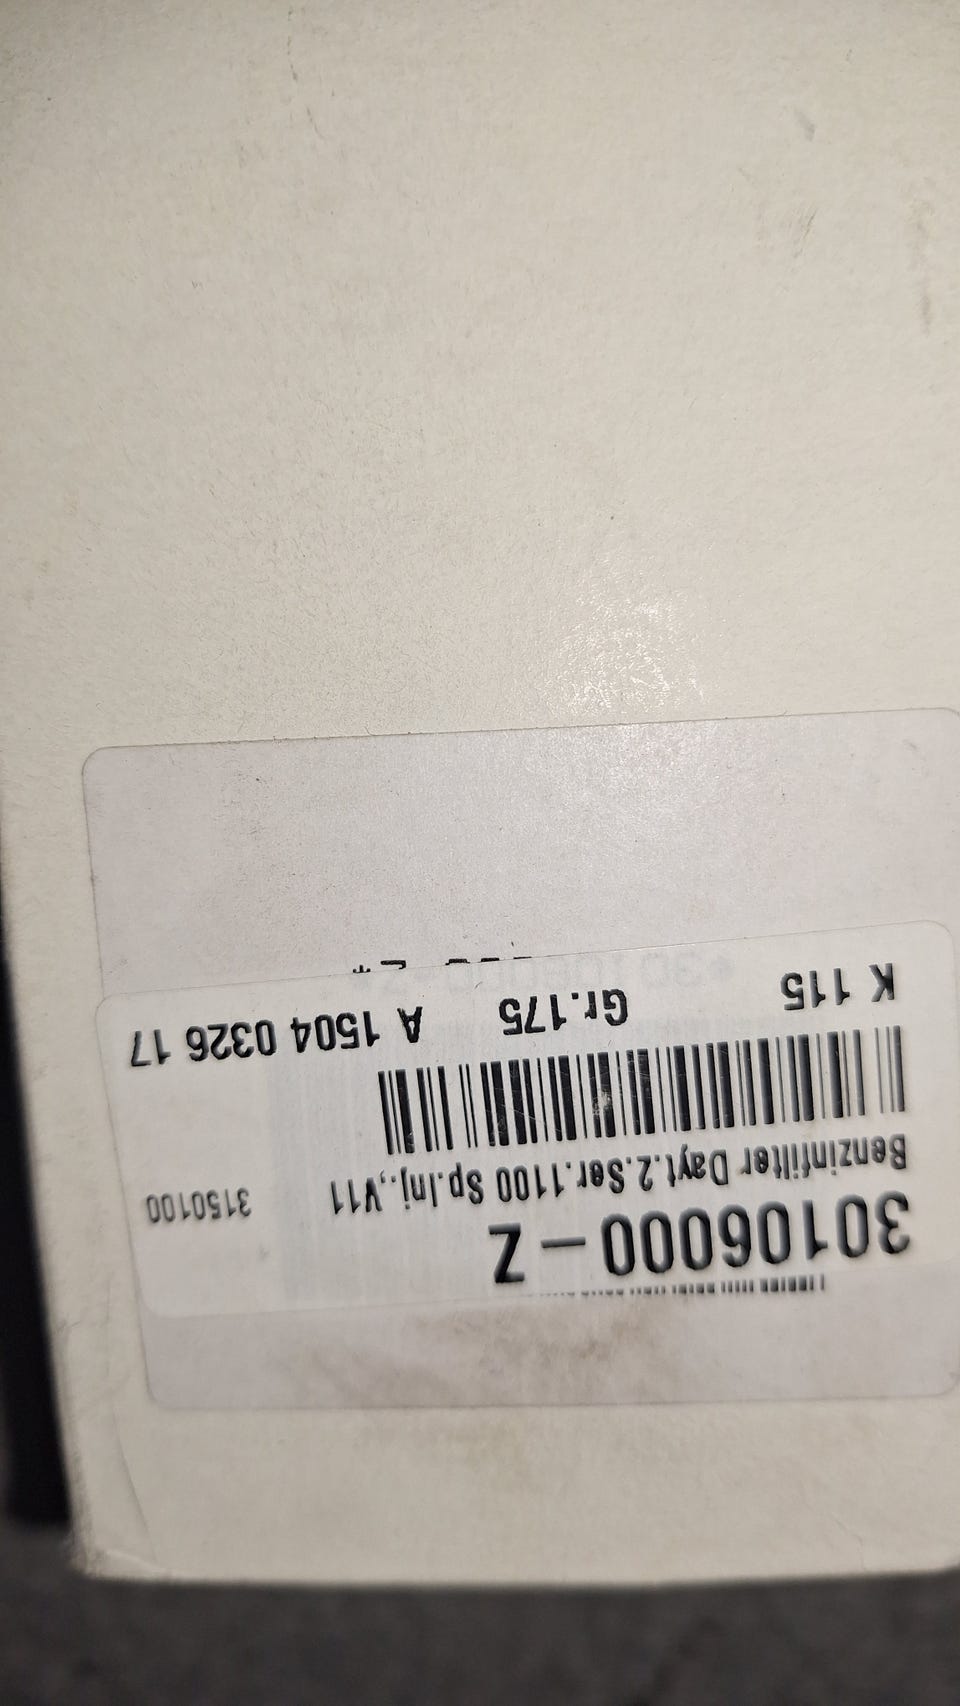 30106000 – Z
Benzinfilter Dayt.2.Ser.1100 Sp.Inj.,V11
3150100
K 115 Gr.175 A 1504 0326 17